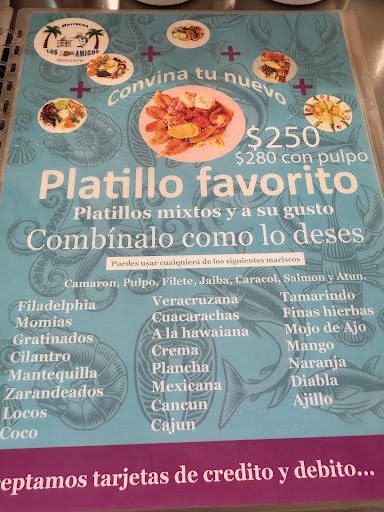 Mariscos
LOS AMIGOS
Convina tu nuevo
$250
$280 con pulpo
Platillo favorito
Platillos mixtos y a su gusto
Combínalo como lo deses
Puedes usar cualquiera de los siguientes mariscos
Camaron, Pulpo, Filete, Jaiba, Caracol, Salmon y Atun.
Filadelphia
Momias
Gratinados
Cilantro
Mantequilla
Zarandeados
Locos
Coco
Veracruzana
Cuacarachas
A la hawaiana
Crema
Plancha
Mexicana
Cancun
Cajun
Tamarindo
Finas hierbas
Mojo de Ajo
Mango
Naranja
Diabla
Ajillo
eptamos tarjetas de credito y debito...